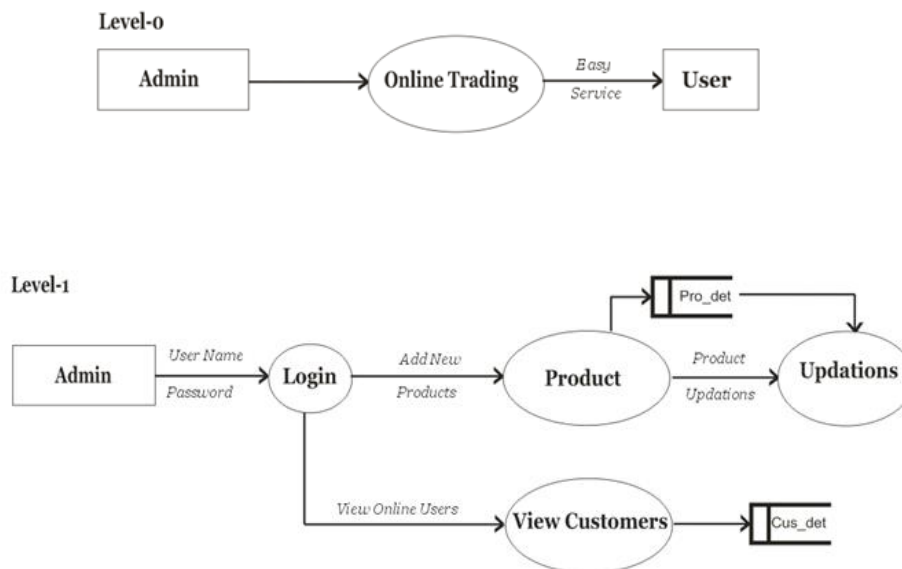 Level-0
Admin
Online Trading
Easy
Service
User
Level-1
Pro_det
Admin
User Name
Password
Login
Add New
Products
Product
Product
Updations
Updations
View Online Users
View Customers
Cus_det